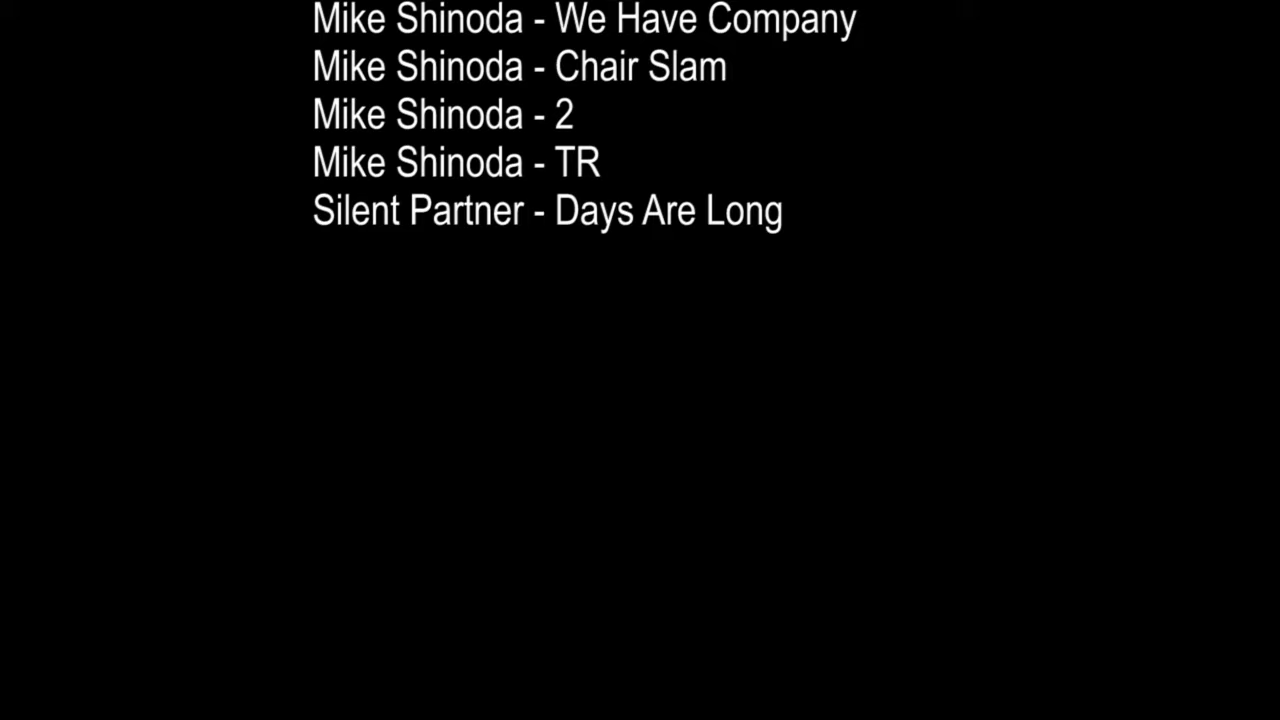 Mike Shinoda - We Have Company
Mike Shinoda - Chair Slam
Mike Shinoda - 2
Mike Shinoda - TR
Silent Partner - Days Are Long